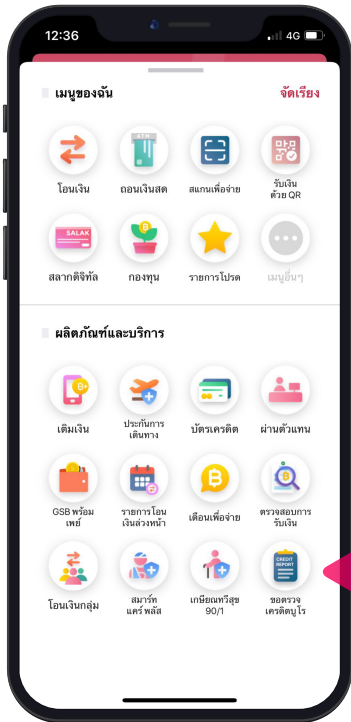 12:36
4G
เมนูของฉัน
จัดเรียง
ATM
โอนเงิน
ถอนเงินสด
สแกนเพื่อจ่าย
รับเงิน
ด้วย QR
SALAK
สลากดิจิทัล
กองทุน
รายการโปรด
เมนูอื่นๆ
ผลิตภัณฑ์และบริการ
เติมเงิน
ประกันการ
เดินทาง
บัตรเครดิต
ผ่านตัวแทน
GSB พร้อม
เพย์
รายการโอน
เงินล่วงหน้า
เตือนเพื่อจ่าย
ตรวจสอบการ
รับเงิน
CREDIT
REPORT
โอนเงินกลุ่ม
สมาร์ท
แคร์ พลัส
เกษียณทวีสุข
90/1
ขอตรวจ
เครดิตบูโร